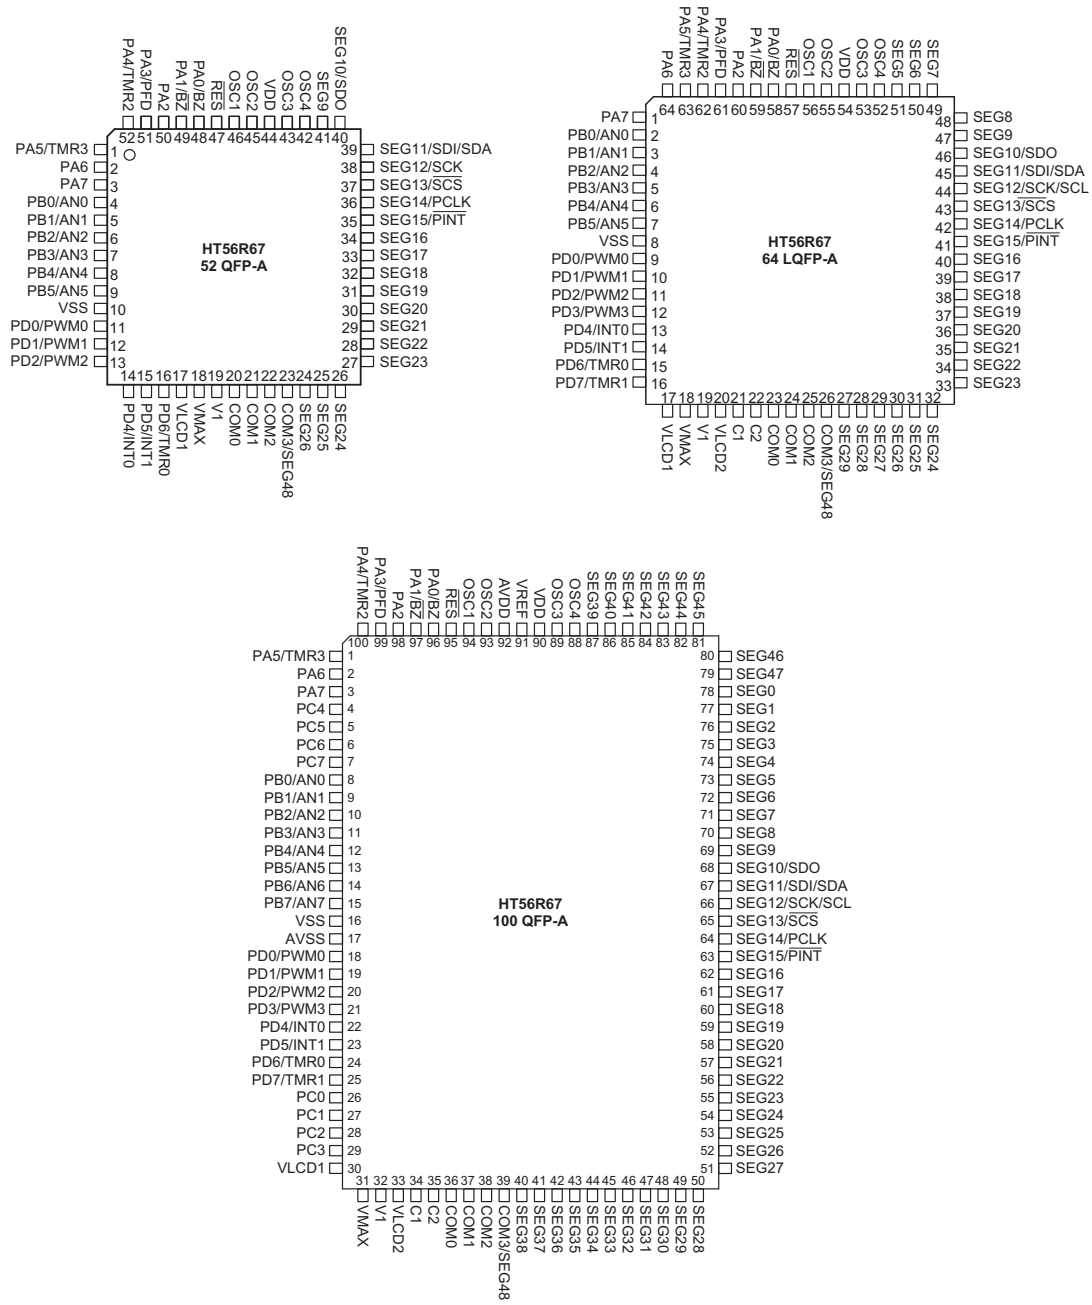 PA4/TMR2
PA3/PFD
PA2
PA1/B̅Z̅
PA0/BZ
R̅E̅S̅
OSC1
OSC2
VDD
OSC3
OSC4
SEG9
SEG10/SDO
52 51 50 49 48 47 46 45 44 43 42 41 40
PA5/TMR3 1
PA6 2
PA7 3
PB0/AN0 4
PB1/AN1 5
PB2/AN2 6
PB3/AN3 7
PB4/AN4 8
PB5/AN5 9
VSS 10
PD0/PWM0 11
PD1/PWM1 12
PD2/PWM2 13
HT56R67
52 QFP-A
39 SEG11/SDI/SDA
38 SEG12/SCK
37 SEG13/S̅C̅S̅
36 SEG14/PCLK
35 SEG15/P̅I̅N̅T̅
34 SEG16
33 SEG17
32 SEG18
31 SEG19
30 SEG20
29 SEG21
28 SEG22
27 SEG23
14 15 16 17 18 19 20 21 22 23 24 25 26
PD4/INT0
PD5/INT1
PD6/TMR0
VLCD1
VMAX
V1
COM0
COM1
COM2
COM3/SEG48
SEG26
SEG25
SEG24
PA6
PA5/TMR3
PA4/TMR2
PA3/PFD
PA2
PA1/B̅Z̅
PA0/BZ
R̅E̅S̅
OSC1
OSC2
VDD
OSC3
OSC4
SEG5
SEG6
SEG7
64 63 62 61 60 59 58 57 56 55 54 53 52 51 50 49
PA7 1
PB0/AN0 2
PB1/AN1 3
PB2/AN2 4
PB3/AN3 5
PB4/AN4 6
PB5/AN5 7
VSS 8
PD0/PWM0 9
PD1/PWM1 10
PD2/PWM2 11
PD3/PWM3 12
PD4/INT0 13
PD5/INT1 14
PD6/TMR0 15
PD7/TMR1 16
HT56R67
64 LQFP-A
48 SEG8
47 SEG9
46 SEG10/SDO
45 SEG11/SDI/SDA
44 SEG12/SCK/SCL
43 SEG13/S̅C̅S̅
42 SEG14/PCLK
41 SEG15/P̅I̅N̅T̅
40 SEG16
39 SEG17
38 SEG18
37 SEG19
36 SEG20
35 SEG21
34 SEG22
33 SEG23
17 18 19 20 21 22 23 24 25 26 27 28 29 30 31 32
VLCD1
VMAX
V1
VLCD2
C1
C2
COM0
COM1
COM2
COM3/SEG48
SEG29
SEG28
SEG27
SEG26
SEG25
SEG24
PA4/TMR2
PA3/PFD
PA2
PA1/B̅Z̅
PA0/BZ
R̅E̅S̅
OSC1
OSC2
AVDD
VREF
VDD
OSC3
OSC4
SEG39
SEG40
SEG41
SEG42
SEG43
SEG44
SEG45
100 99 98 97 96 95 94 93 92 91 90 89 88 87 86 85 84 83 82 81
PA5/TMR3 1
PA6 2
PA7 3
PC4 4
PC5 5
PC6 6
PC7 7
PB0/AN0 8
PB1/AN1 9
PB2/AN2 10
PB3/AN3 11
PB4/AN4 12
PB5/AN5 13
PB6/AN6 14
PB7/AN7 15
VSS 16
AVSS 17
PD0/PWM0 18
PD1/PWM1 19
PD2/PWM2 20
PD3/PWM3 21
PD4/INT0 22
PD5/INT1 23
PD6/TMR0 24
PD7/TMR1 25
PC0 26
PC1 27
PC2 28
PC3 29
VLCD1 30
HT56R67
100 QFP-A
80 SEG46
79 SEG47
78 SEG0
77 SEG1
76 SEG2
75 SEG3
74 SEG4
73 SEG5
72 SEG6
71 SEG7
70 SEG8
69 SEG9
68 SEG10/SDO
67 SEG11/SDI/SDA
66 SEG12/SCK/SCL
65 SEG13/S̅C̅S̅
64 SEG14/PCLK
63 SEG15/P̅I̅N̅T̅
62 SEG16
61 SEG17
60 SEG18
59 SEG19
58 SEG20
57 SEG21
56 SEG22
55 SEG23
54 SEG24
53 SEG25
52 SEG26
51 SEG27
31 32 33 34 35 36 37 38 39 40 41 42 43 44 45 46 47 48 49 50
VMAX
V1
VLCD2
C1
C2
COM0
COM1
COM2
COM3/SEG48
SEG38
SEG37
SEG36
SEG35
SEG34
SEG33
SEG32
SEG31
SEG30
SEG29
SEG28